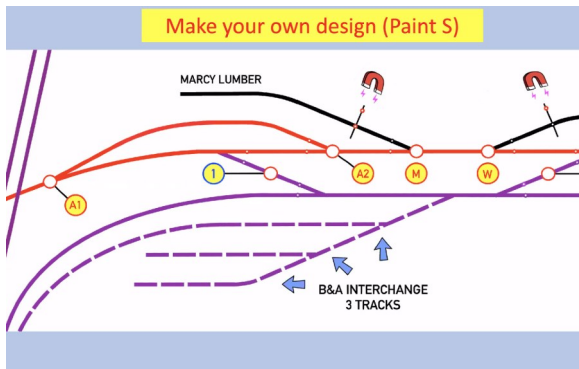 Make your own design (Paint S)
MARCY LUMBER
1
A2
M
W
A1
B&A INTERCHANGE
3 TRACKS